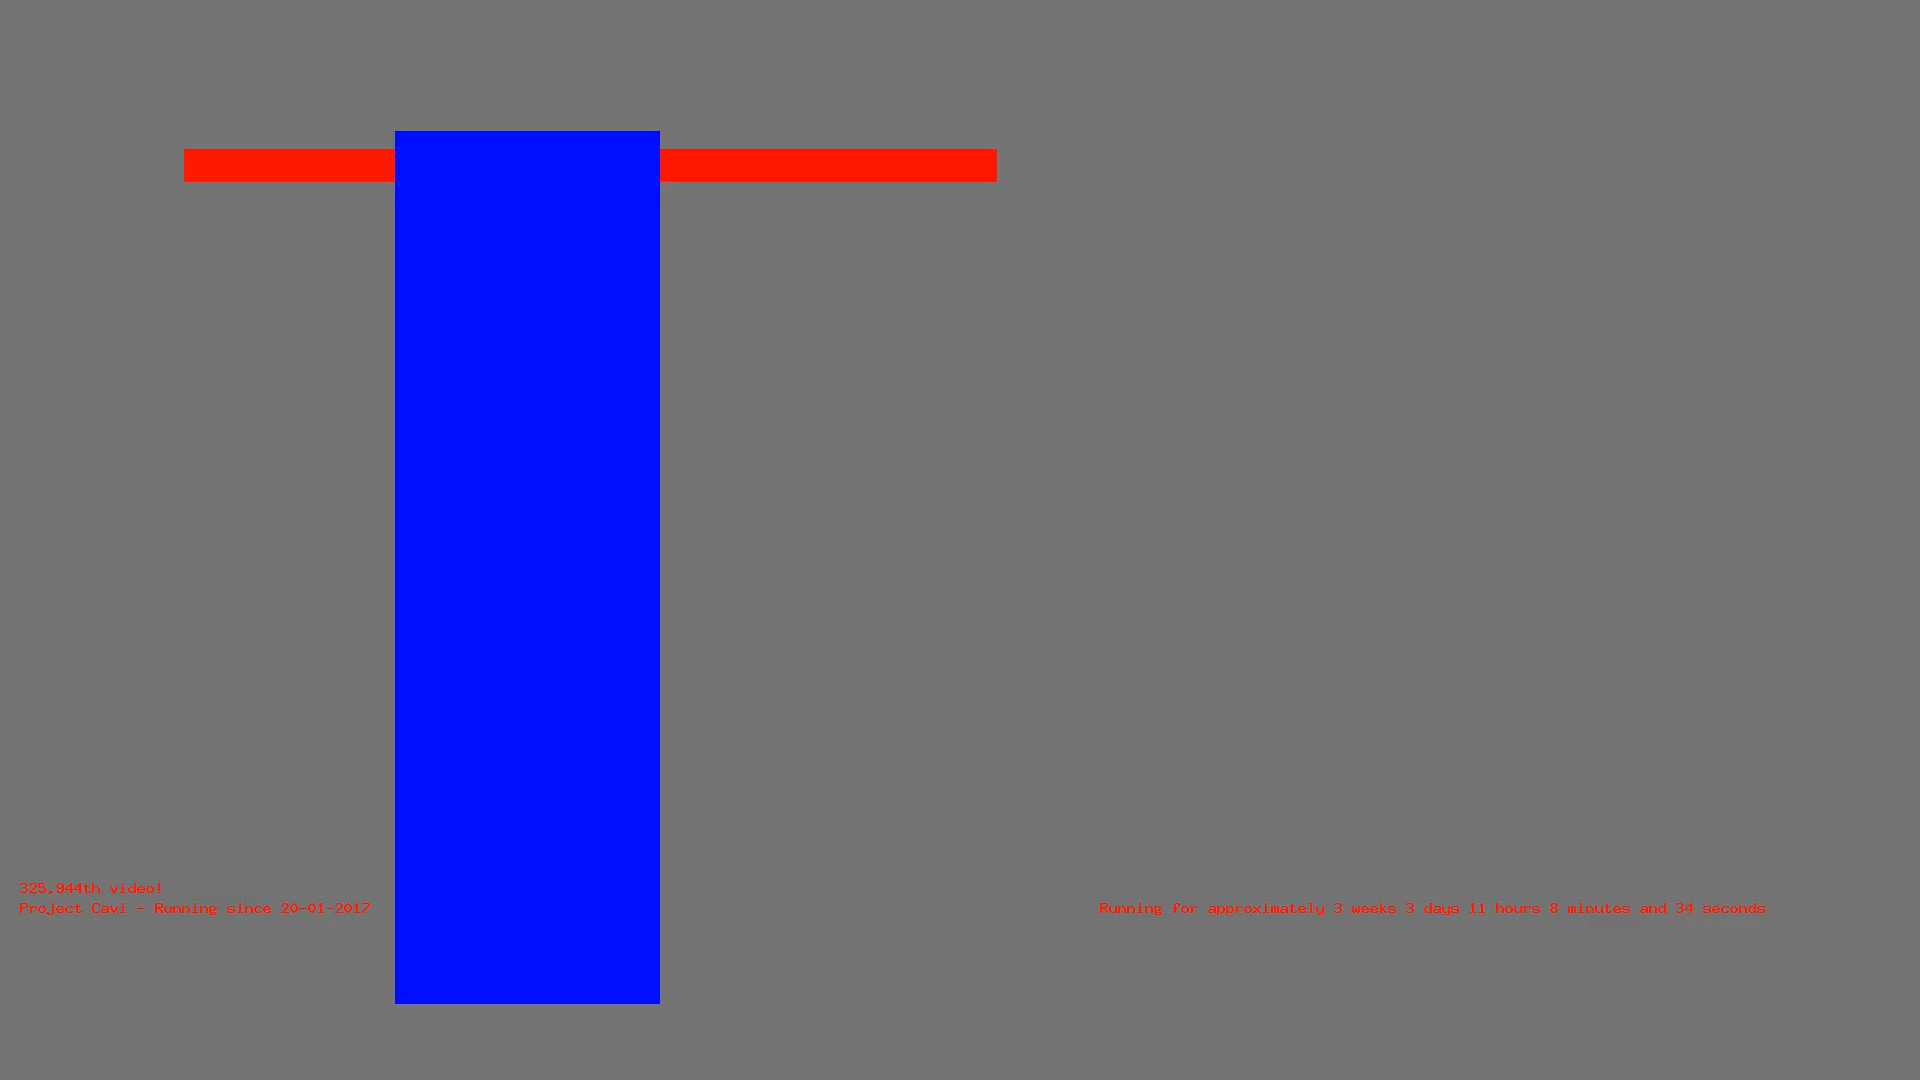 325,944th video!
Project Cavi - Running since 20-01-2017
Running for approximately 3 weeks 3 days 11 hours 8 minutes and 34 seconds